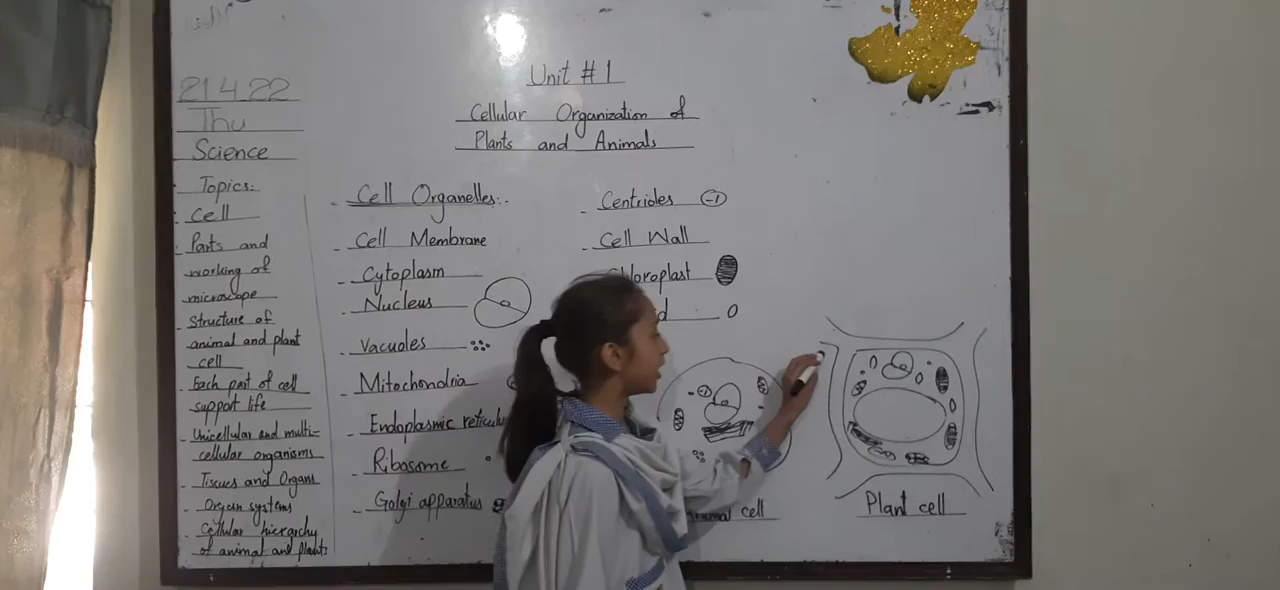 21 4 22
Thu
Science
Topics:
Cell
Parts and
working of
microscope
Structure of
animal and plant
cell
Each part of cell
support life
Unicellular and multi-
cellular organisms
Tissues and Organs
Organ systems
Cellular hierarchy
of animal and plants
Unit # 1
Cellular Organization of
Plants and Animals
Cell Organelles:-
Cell Membrane
Cytoplasm
Nucleus
Vacuoles
Mitochondria
Endoplasmic
Ribosome
Golgi apparatus
Centrioles
Cell Wall
Chloroplast
cell
Plant cell